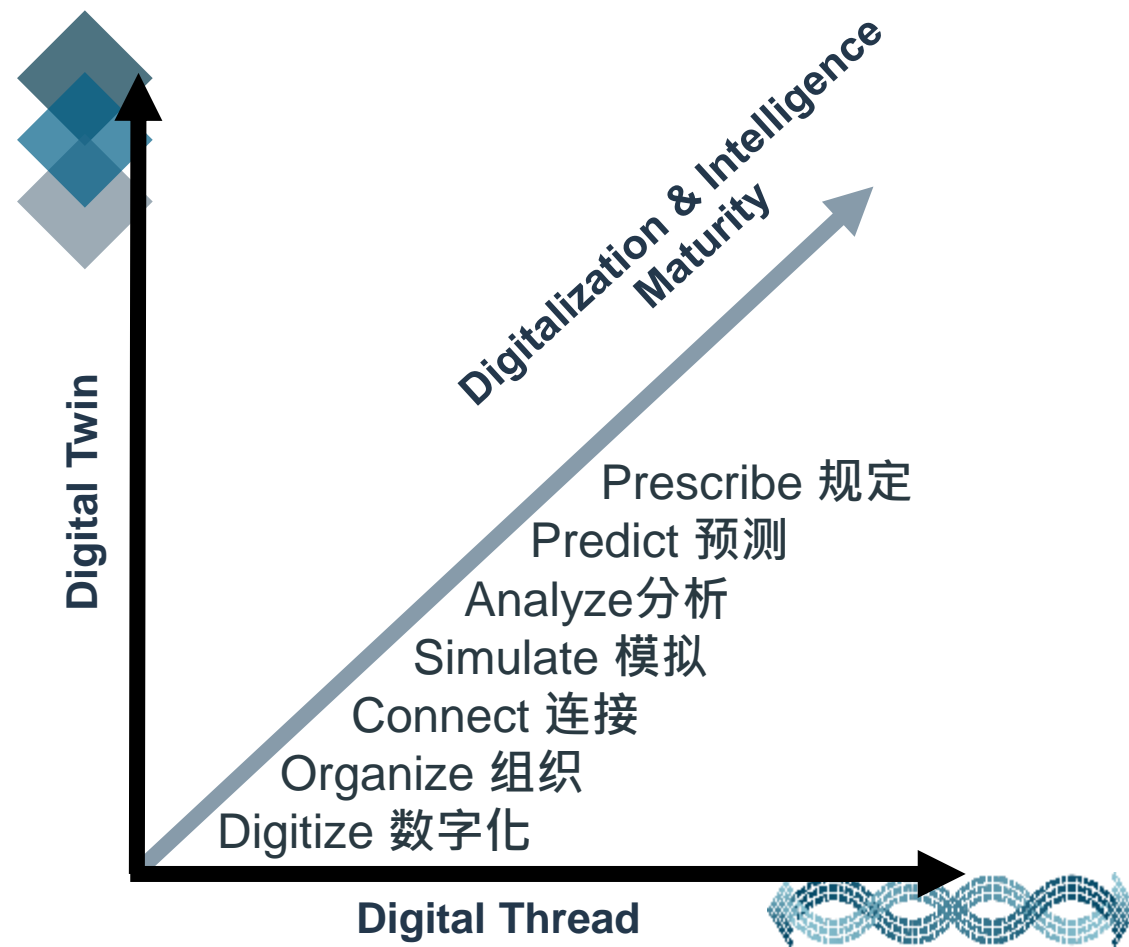 Digitalization & Intelligence
Maturity
Digital Twin
Prescribe 规定
Predict 预测
Analyze分析
Simulate 模拟
Connect 连接
Organize 组织
Digitize 数字化
Digital Thread